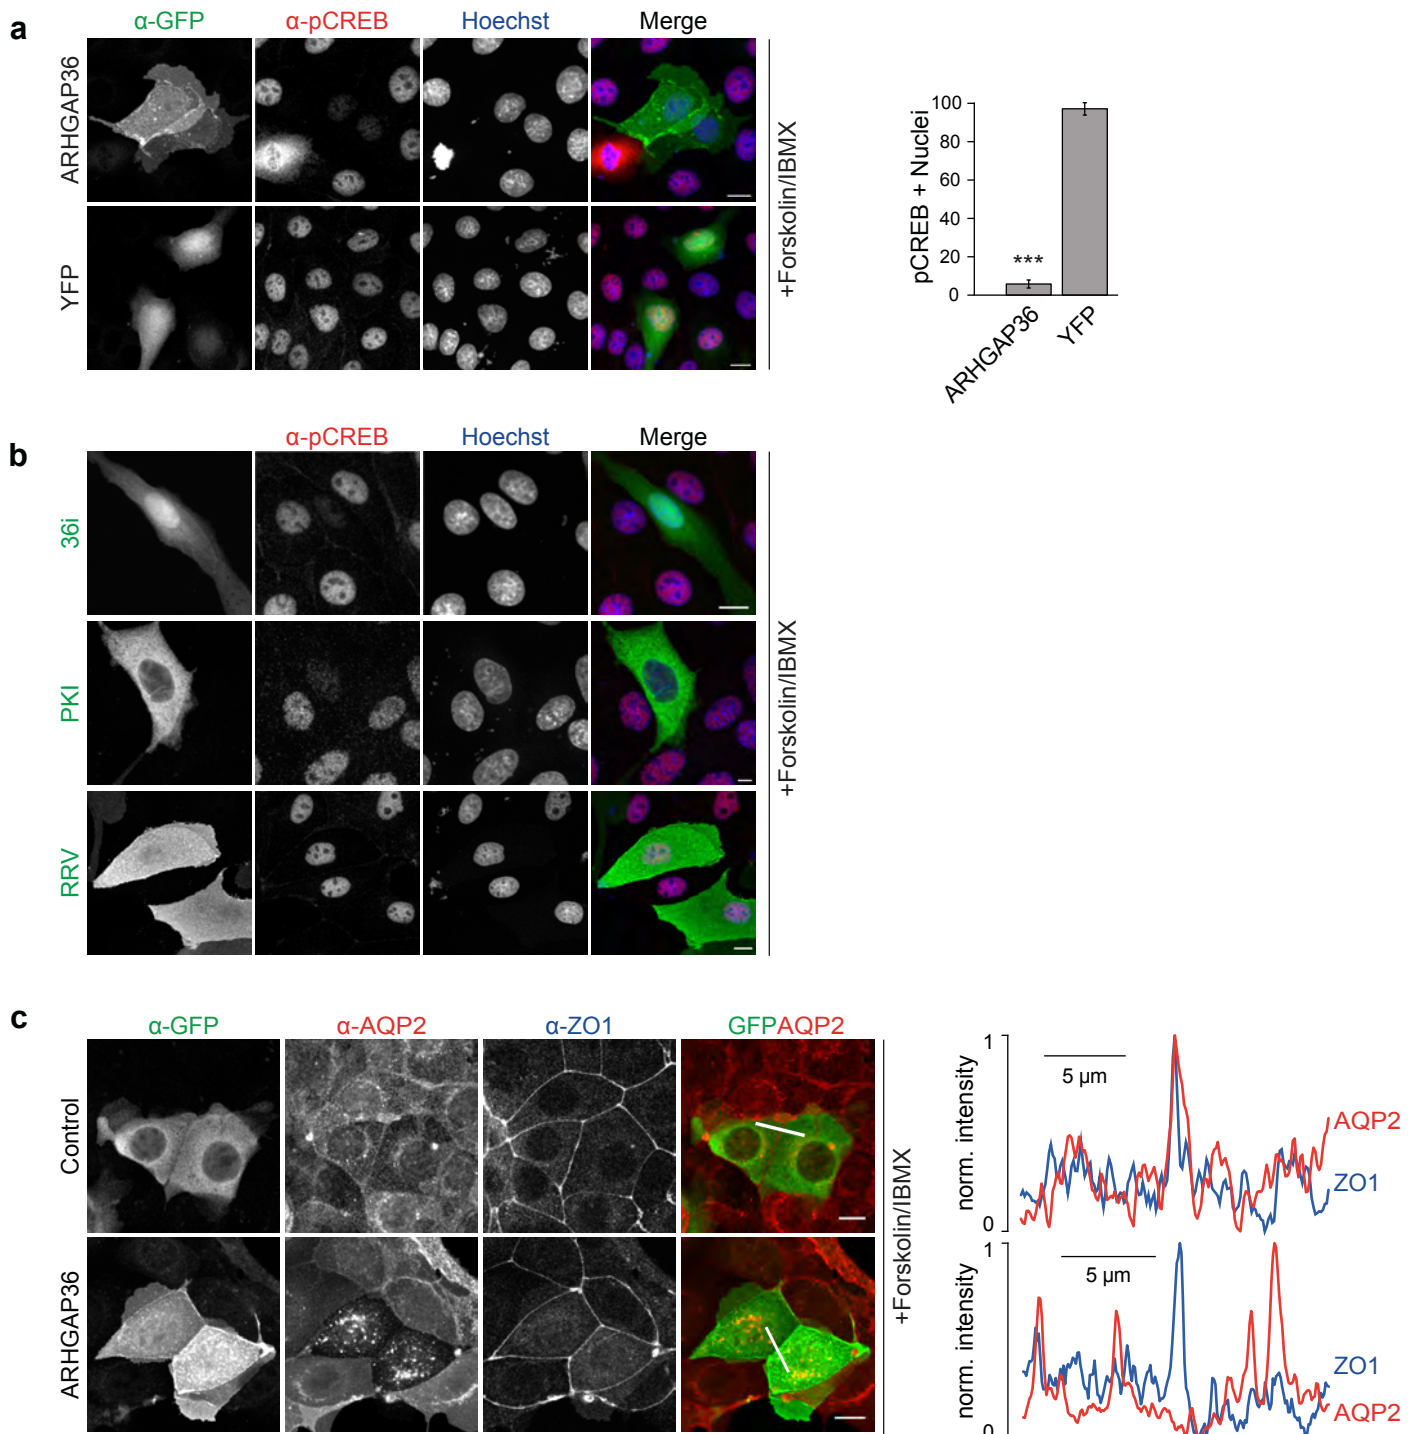 a
α-GFP α-pCREB Hoechst Merge
ARHGAP36
YFP
+Forskolin/IBMX
pCREB + Nuclei
100
80
60
40
20
0
***
ARHGAP36
YFP
b
α-pCREB Hoechst Merge
36i
PKI
RRV
+Forskolin/IBMX
c
α-GFP α-AQP2 α-ZO1 GFPAQP2
Control
ARHGAP36
+Forskolin/IBMX
norm. intensity
1
0
5 µm
AQP2
ZO1
norm. intensity
1
0
5 µm
ZO1
AQP2